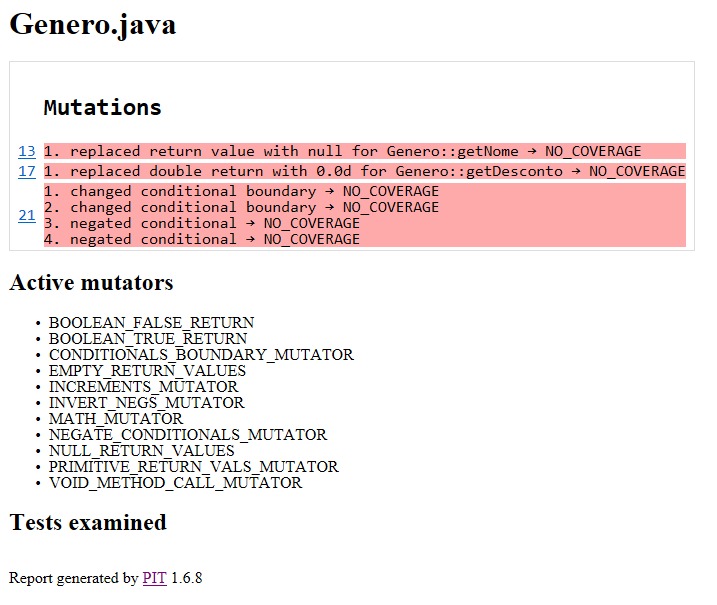 Genero.java
Mutations
13 1. replaced return value with null for Genero::getNome → NO_COVERAGE
17 1. replaced double return with 0.0d for Genero::getDesconto → NO_COVERAGE
21 1. changed conditional boundary → NO_COVERAGE
2. changed conditional boundary → NO_COVERAGE
3. negated conditional → NO_COVERAGE
4. negated conditional → NO_COVERAGE
Active mutators
• BOOLEAN_FALSE_RETURN
• BOOLEAN_TRUE_RETURN
• CONDITIONALS_BOUNDARY_MUTATOR
• EMPTY_RETURN_VALUES
• INCREMENTS_MUTATOR
• INVERT_NEGS_MUTATOR
• MATH_MUTATOR
• NEGATE_CONDITIONALS_MUTATOR
• NULL_RETURN_VALUES
• PRIMITIVE_RETURN_VALS_MUTATOR
• VOID_METHOD_CALL_MUTATOR
Tests examined
Report generated by PIT 1.6.8